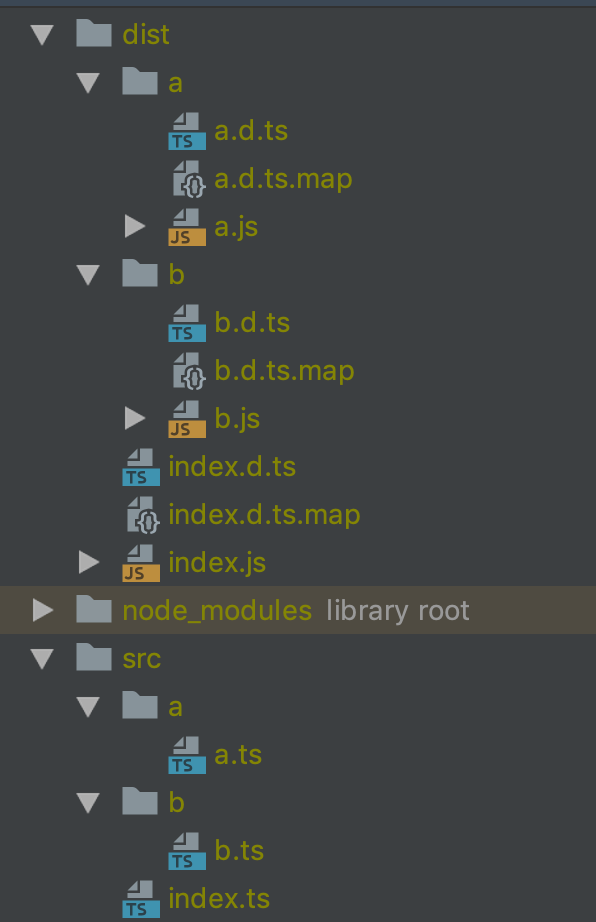 dist
a
TS a.d.ts
{} a.d.ts.map
JS a.js
b
TS b.d.ts
{} b.d.ts.map
JS b.js
TS index.d.ts
{} index.d.ts.map
JS index.js
node_modules library root
src
a
TS a.ts
b
TS b.ts
TS index.ts